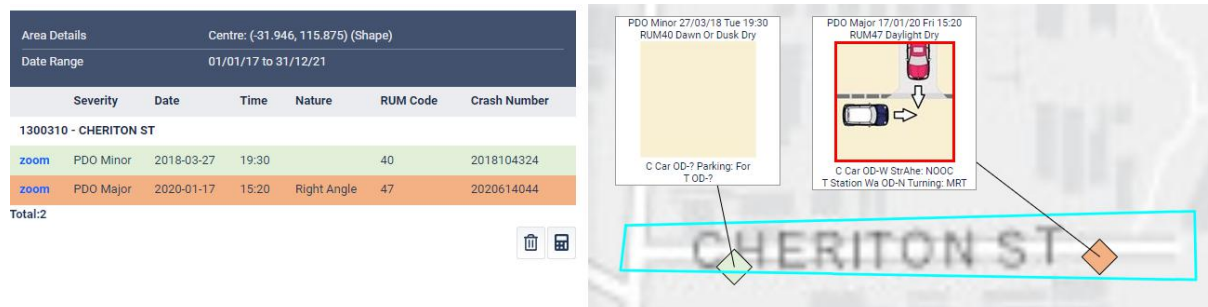 Area Details Centre: (-31.946, 115.875) (Shape)
Date Range 01/01/17 to 31/12/21
Severity Date Time Nature RUM Code Crash Number
1300310 - CHERITON ST
zoom PDO Minor 2018-03-27 19:30 40 2018104324
zoom PDO Major 2020-01-17 15:20 Right Angle 47 2020614044
Total:2
PDO Minor 27/03/18 Tue 19:30
RUM40 Dawn Or Dusk Dry
C Car OD-? Parking: For
T OD-?
PDO Major 17/01/20 Fri 15:20
RUM47 Daylight Dry
C Car OD-W StrAhe: NOOC
T Station Wa OD-N Turning: MRT
CHERITON ST